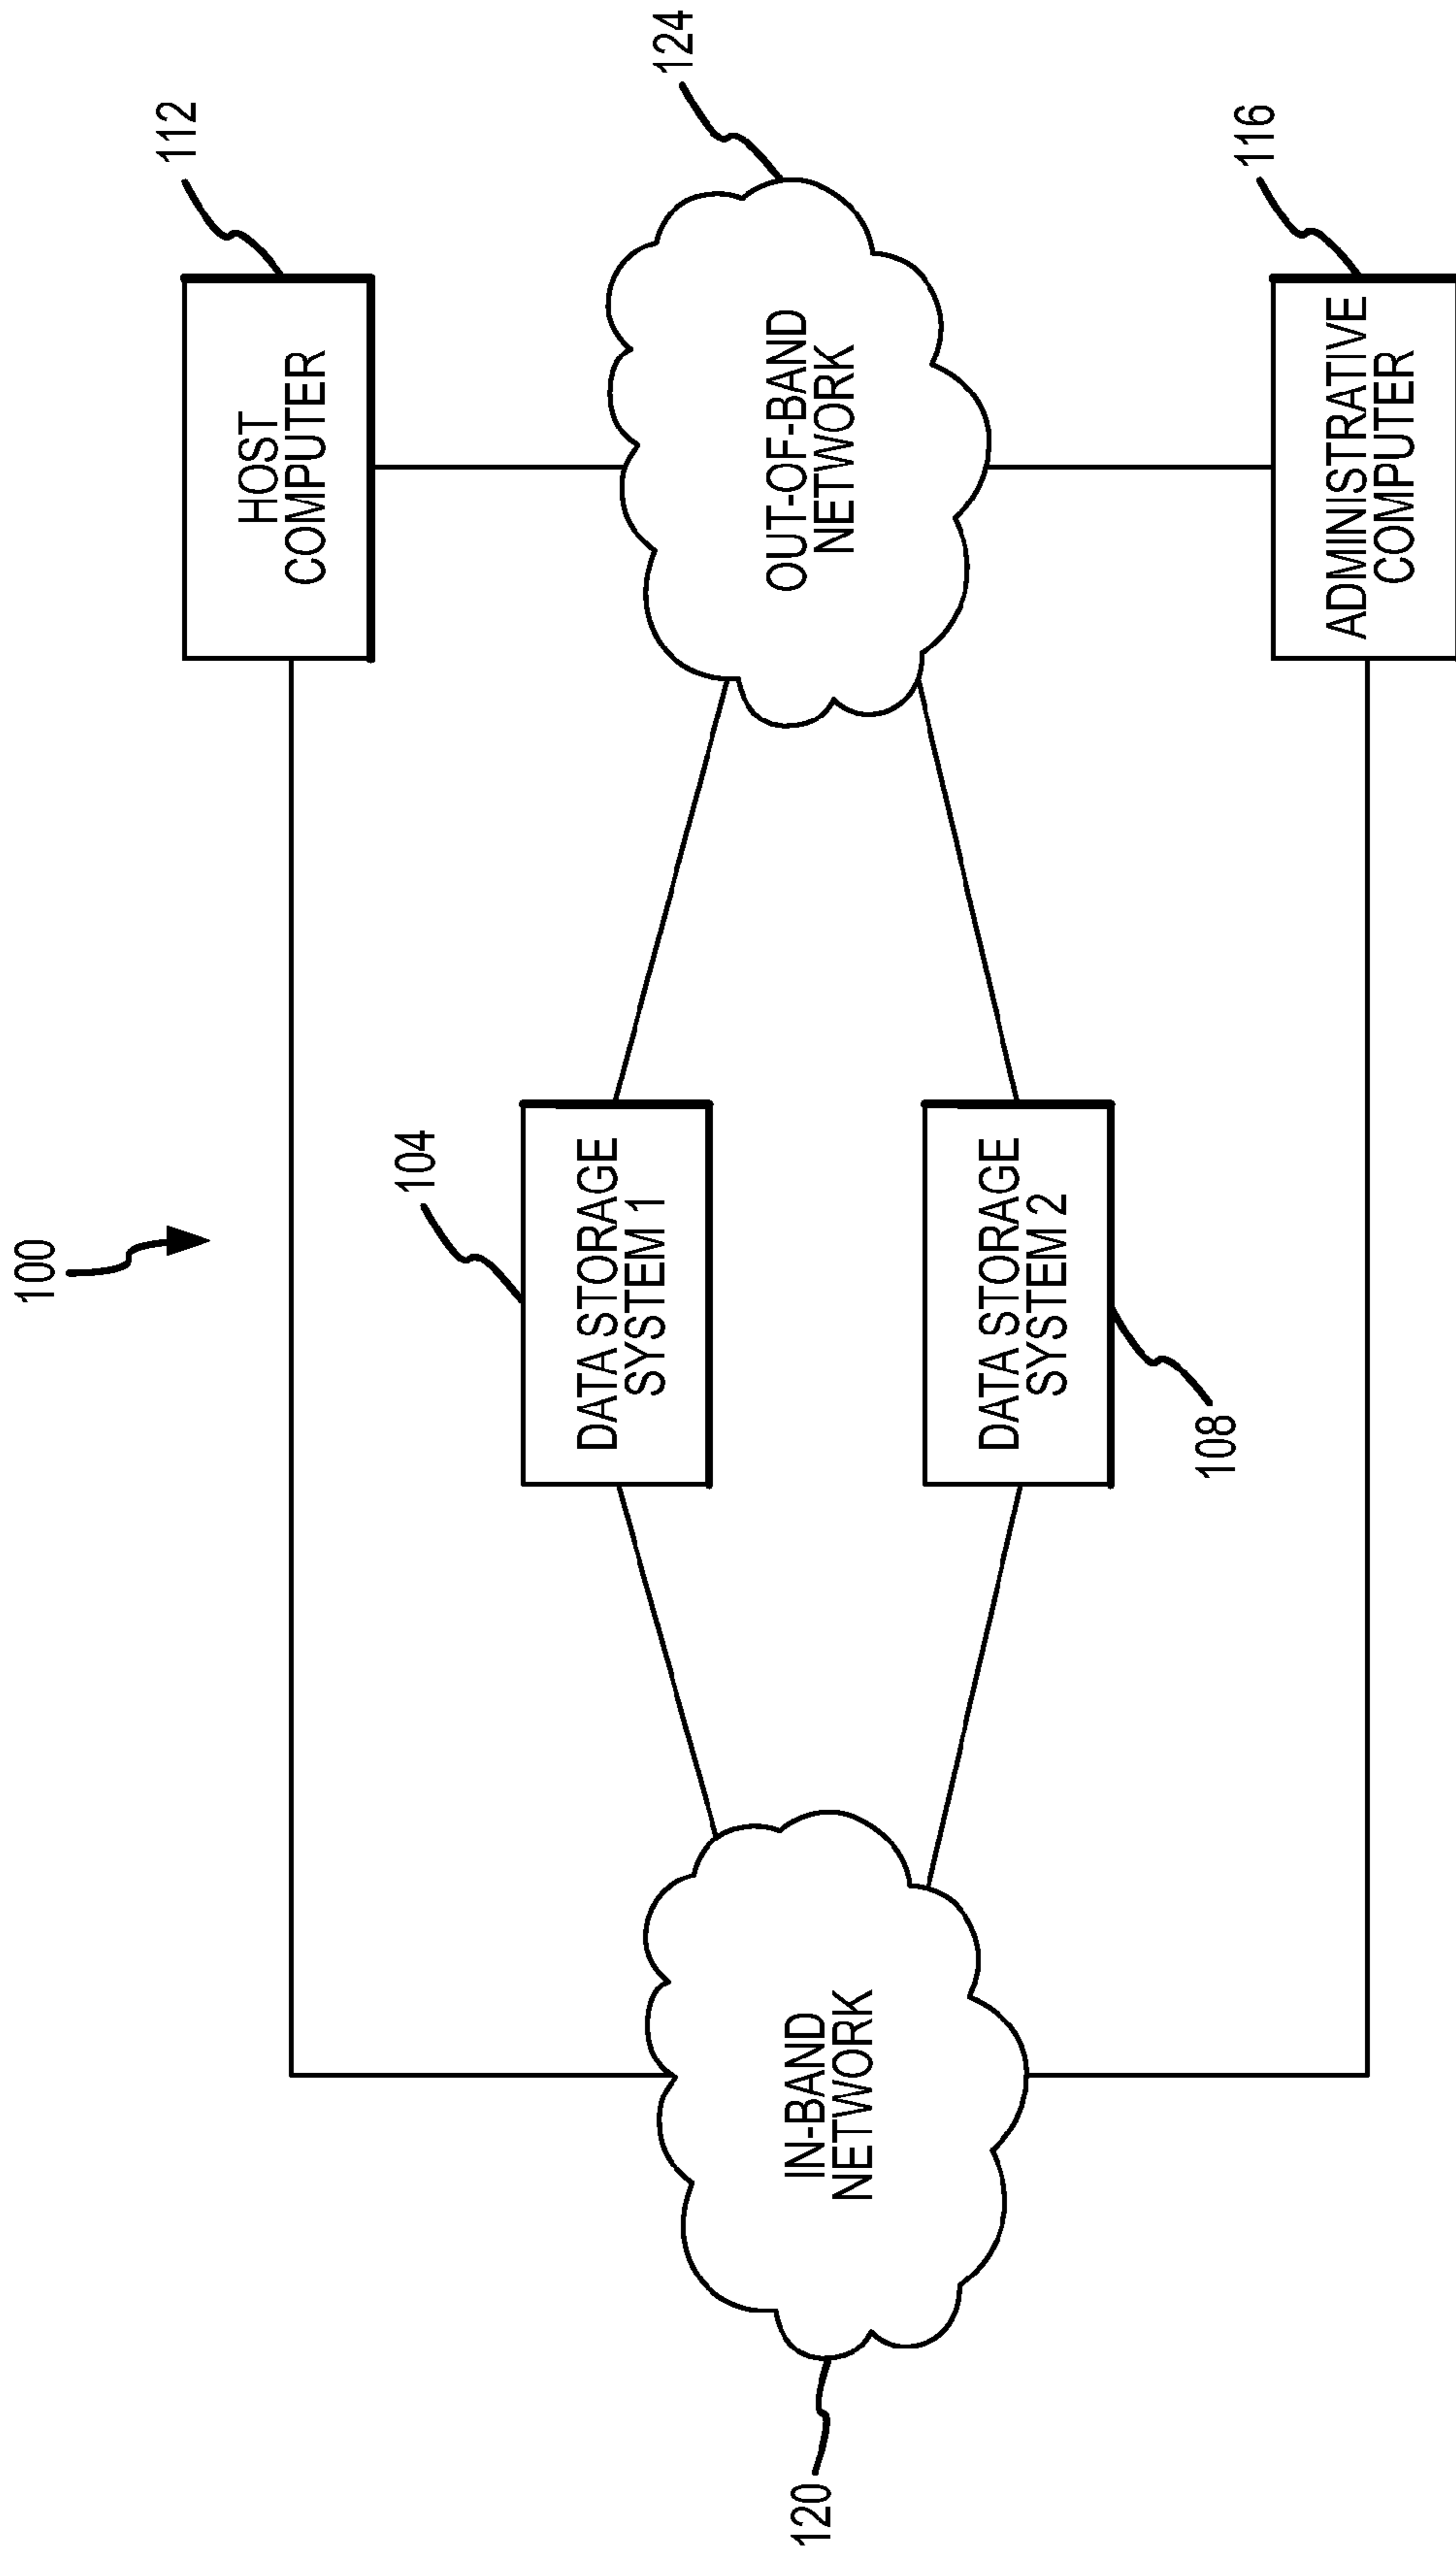 100
112
HOST
COMPUTER
104
DATA STORAGE
SYSTEM 1
124
OUT-OF-BAND
NETWORK
120
IN-BAND
NETWORK
DATA STORAGE
SYSTEM 2
108
116
ADMINISTRATIVE
COMPUTER